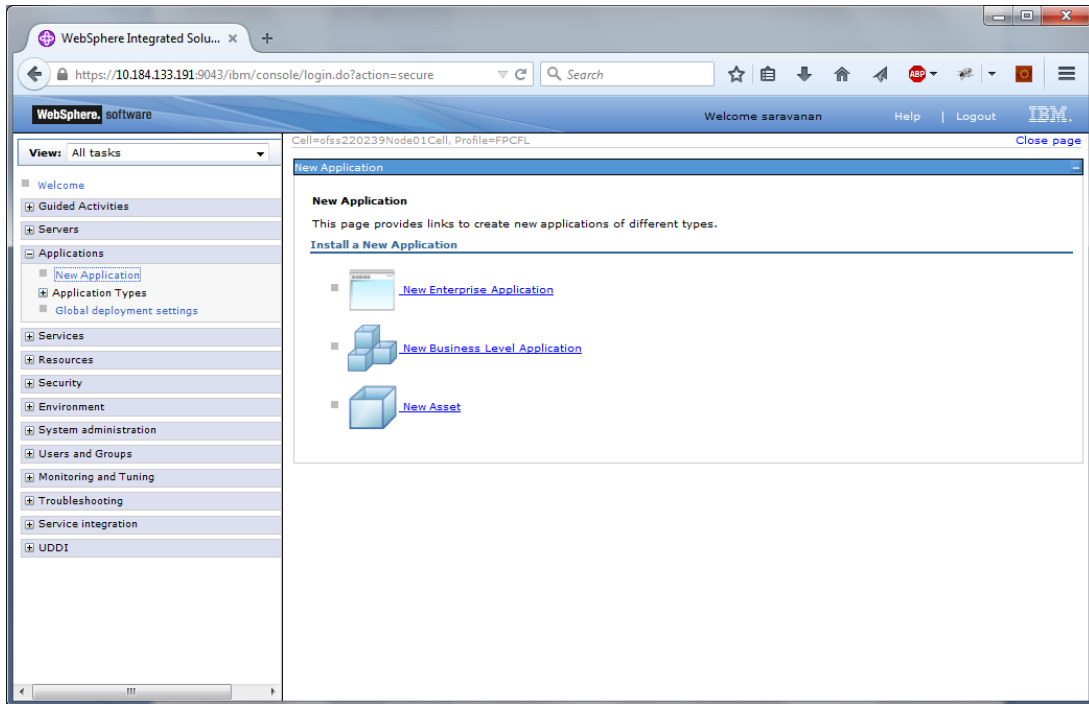 WebSphere Integrated Solu... × +
https://10.184.133.191:9043/ibm/console/login.do?action=secure Search ABP
WebSphere. software Welcome saravanan Help | Logout IBM.
View: All tasks
Cell=ofss220239Node01Cell, Profile=FPCFL Close page
Welcome
Guided Activities
Servers
Applications
New Application
Application Types
Global deployment settings
Services
Resources
Security
Environment
System administration
Users and Groups
Monitoring and Tuning
Troubleshooting
Service integration
UDDI
New Application
New Application
This page provides links to create new applications of different types.
Install a New Application
New Enterprise Application
New Business Level Application
New Asset